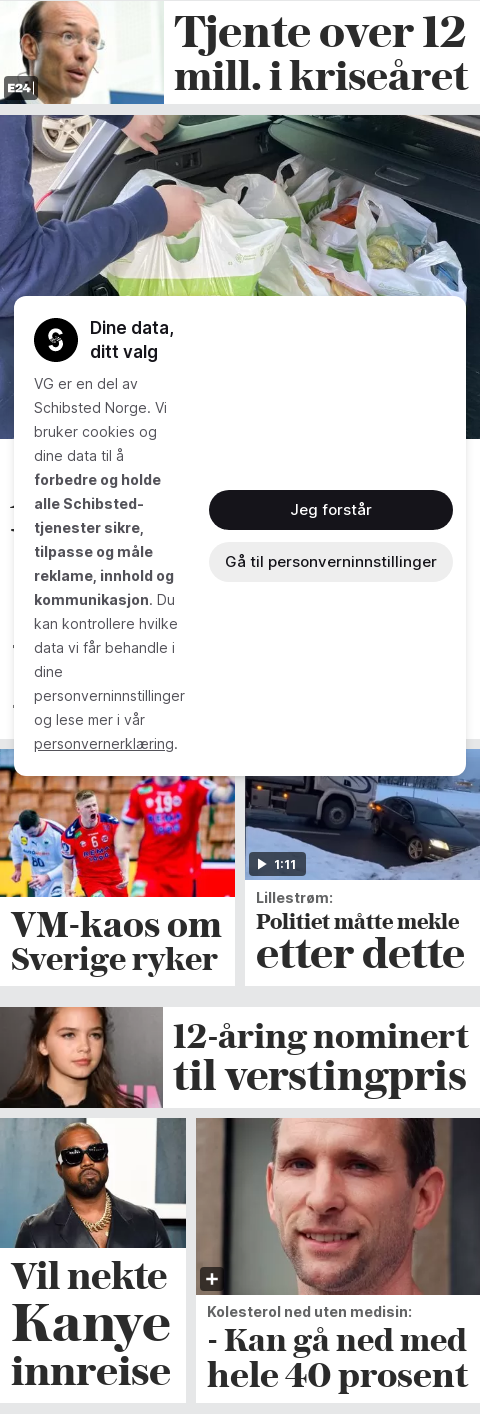 E24
Tjente over 12
mill. i kriseåret
Dine data,
ditt valg
VG er en del av
Schibsted Norge. Vi
bruker cookies og
dine data til å
forbedre og holde
alle Schibsted-
tjenester sikre,
tilpasse og måle
reklame, innhold og
kommunikasjon. Du
kan kontrollere hvilke
data vi får behandle i
dine
personverninnstillinger
og lese mer i vår
personvernerklæring.
Jeg forstår
Gå til personverninnstillinger
20
6
19
VM-kaos om
Sverige ryker
1:11
Lillestrøm:
Politiet måtte mekle
etter dette
12-åring nominert
til verstingpris
Vil nekte
Kanye
innreise
Kolesterol ned uten medisin:
- Kan gå ned med
hele 40 prosent